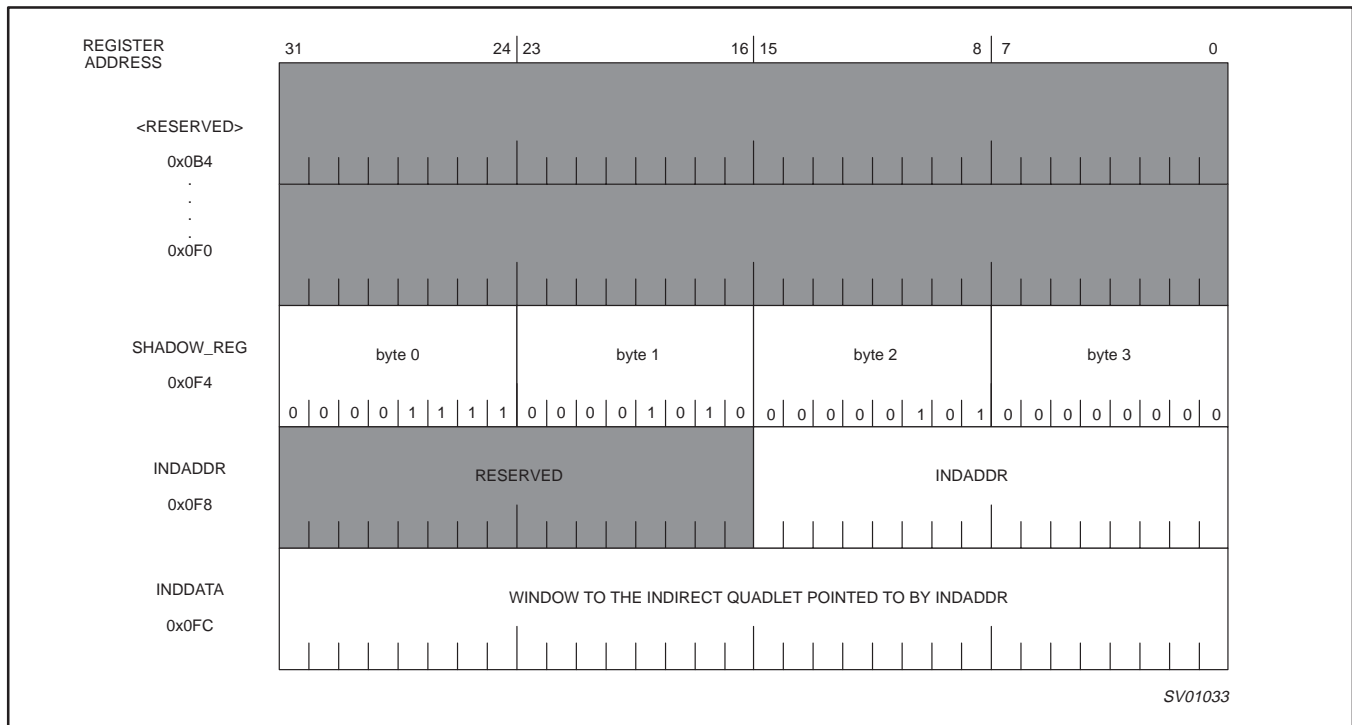 REGISTER ADDRESS
31 24 23 16 15 8 7 0
<RESERVED>
0x0B4
.
.
.
.
0x0F0
SHADOW_REG
0x0F4
byte 0 byte 1 byte 2 byte 3
0 0 0 0 1 1 1 1 0 0 0 0 1 0 1 0 0 0 0 0 0 1 0 1 0 0 0 0 0 0 0 0
INDADDR
0x0F8
RESERVED INDADDR
INDDATA
0x0FC
WINDOW TO THE INDIRECT QUADLET POINTED TO BY INDADDR
SV01033